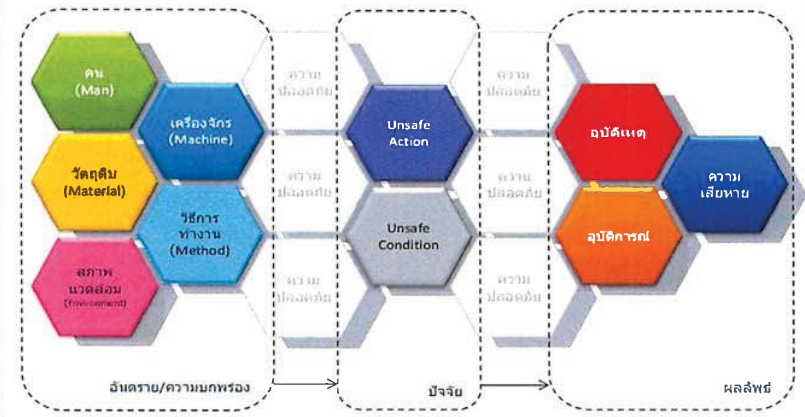 คน
(Man)
เครื่องจักร
(Machine)
วัตถุดิบ
(Material)
วิธีการ
ทำงาน
(Method)
สภาพ
แวดล้อม
(Environment)
ความ
ปลอดภัย
ความ
ปลอดภัย
ความ
ปลอดภัย
Unsafe
Action
Unsafe
Condition
ความ
ปลอดภัย
ความ
ปลอดภัย
ความ
ปลอดภัย
อุบัติเหตุ
อุบัติการณ์
ความ
เสียหาย
อันตราย/ความบกพร่อง
ปัจจัย
ผลลัพธ์